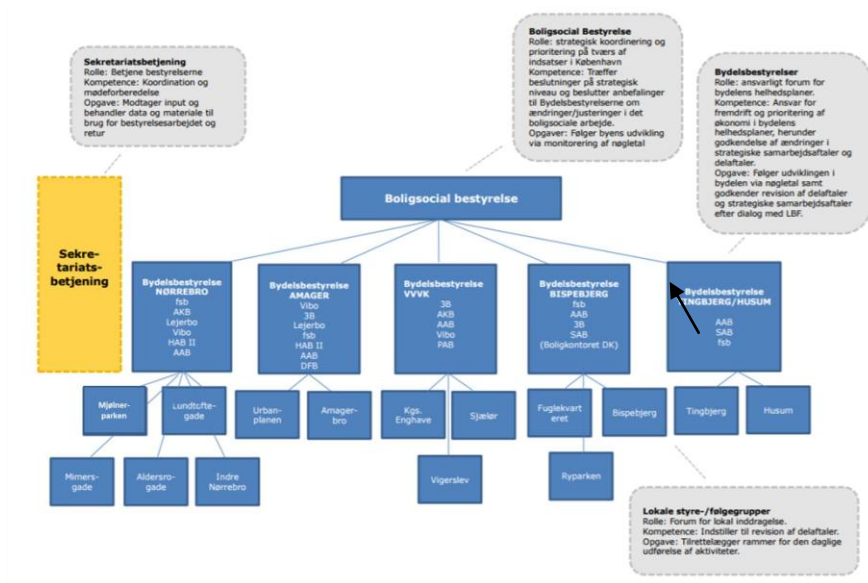 Sekretariatsbetjening
Rolle: Betjene bestyrelserne
Kompetence: Koordination og
mødeforberedelse
Opgave: Modtager input og
behandler data og materiale til
brug for bestyrelsesarbejdet og
retur
Boligsocial Bestyrelse
Rolle: strategisk koordinering og
prioritering på tværs af
indsatser i København
Kompetence: Træffer
beslutninger på strategisk
niveau og beslutter anbefalinger
til Bydelsbestyrelserne om
ændringer/justeringer i det
boligsociale arbejde.
Opgaver: Følger byens udvikling
via monitorering af nøgletal
Bydelsbestyrelser
Rolle: ansvarligt forum for
bydelens helhedsplaner.
Kompetence: Ansvar for
fremdrift og prioritering af
økonomi i bydelens
helhedsplaner, herunder
godkendelse af ændringer i
strategiske samarbejdsaftaler og
delaftaler.
Opgave: Følger udviklingen i
bydelen via nøgletal samt
godkender revision af delaftaler
og strategiske samarbejdsaftaler
efter dialog med LBF.
Boligsocial bestyrelse
Sekre-
tariats-
betjening
Bydelsbestyrelse
NØRREBRO
fsb
AKB
Lejerbo
Vibo
HAB II
AAB
Bydelsbestyrelse
AMAGER
Vibo
3B
Lejerbo
fsb
HAB II
AAB
DFB
Bydelsbestyrelse
VVVK
3B
AKB
AAB
Vibo
PAB
Bydelsbestyrelse
BISPEBJERG
fsb
AAB
3B
SAB
(Boligkontoret DK)
Bydelsbestyrelse
INGBJERG/HUSUM
AAB
SAB
fsb
Mjølner-
parken
Lundtofte-
gade
Urban-
planen
Amager-
bro
Kgs.
Enghave
Sjælør
Fuglekvart
eret
Bispebjerg
Tingbjerg
Husum
Mimers-
gade
Aldersro-
gade
Indre
Nørrebro
Vigerslev
Ryparken
Lokale styre-/følgegrupper
Rolle: Forum for lokal inddragelse.
Kompetence: Indstiller til revision af delaftaler.
Opgave: Tilrettelægger rammer for den daglige
udførelse af aktiviteter.